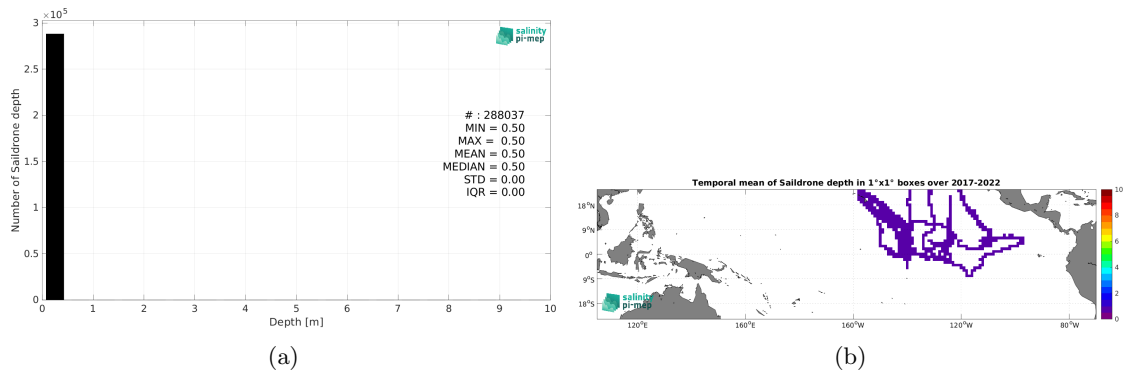 ×10⁵
3
2.5
2
1.5
1
0.5
0
Number of Saildrone depth
salinity
pi-mep
# : 288037
MIN = 0.50
MAX = 0.50
MEAN = 0.50
MEDIAN = 0.50
STD = 0.00
IQR = 0.00
0 1 2 3 4 5 6 7 8 9 10
Depth [m]
(a)
Temporal mean of Saildrone depth in 1°x1° boxes over 2017-2022
18°N
9°N
0°
9°S
18°S
salinity
pi-mep
120°E 160°E 160°W 120°W 80°W
10
8
6
4
2
0
(b)